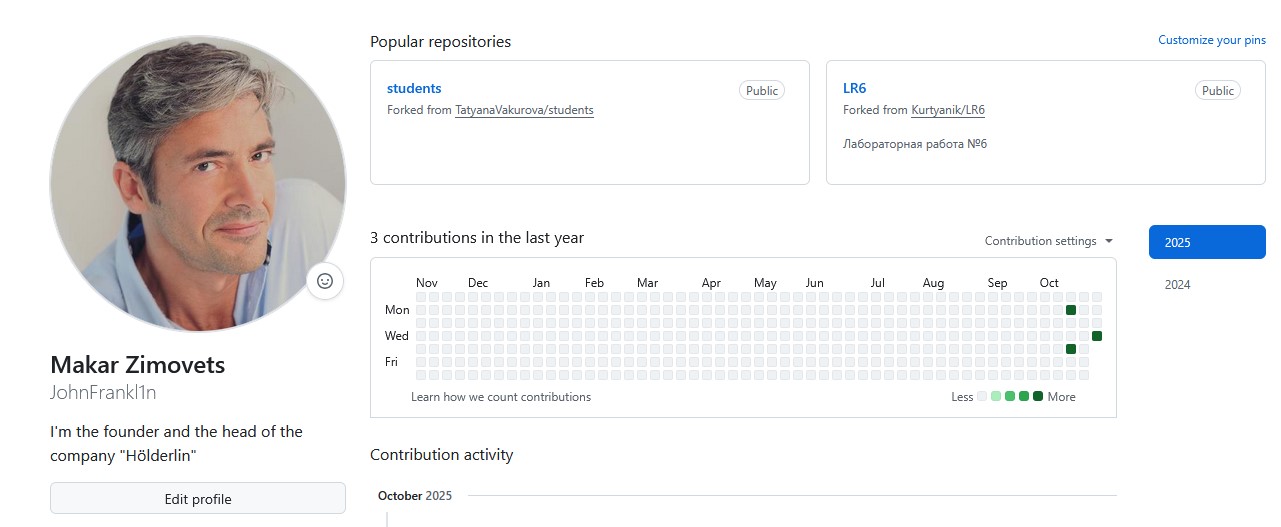 Popular repositories
Customize your pins
students
Public
Forked from TatyanaVakurova/students
LR6
Public
Forked from Kurtyanik/LR6
Лабораторная работа №6
3 contributions in the last year
Contribution settings
2025
2024
Nov Dec Jan Feb Mar Apr May Jun Jul Aug Sep Oct
Mon
Wed
Fri
Learn how we count contributions
Less More
Makar Zimovets
JohnFrankl1n
I'm the founder and the head of the
company "Hölderlin"
Edit profile
Contribution activity
October 2025